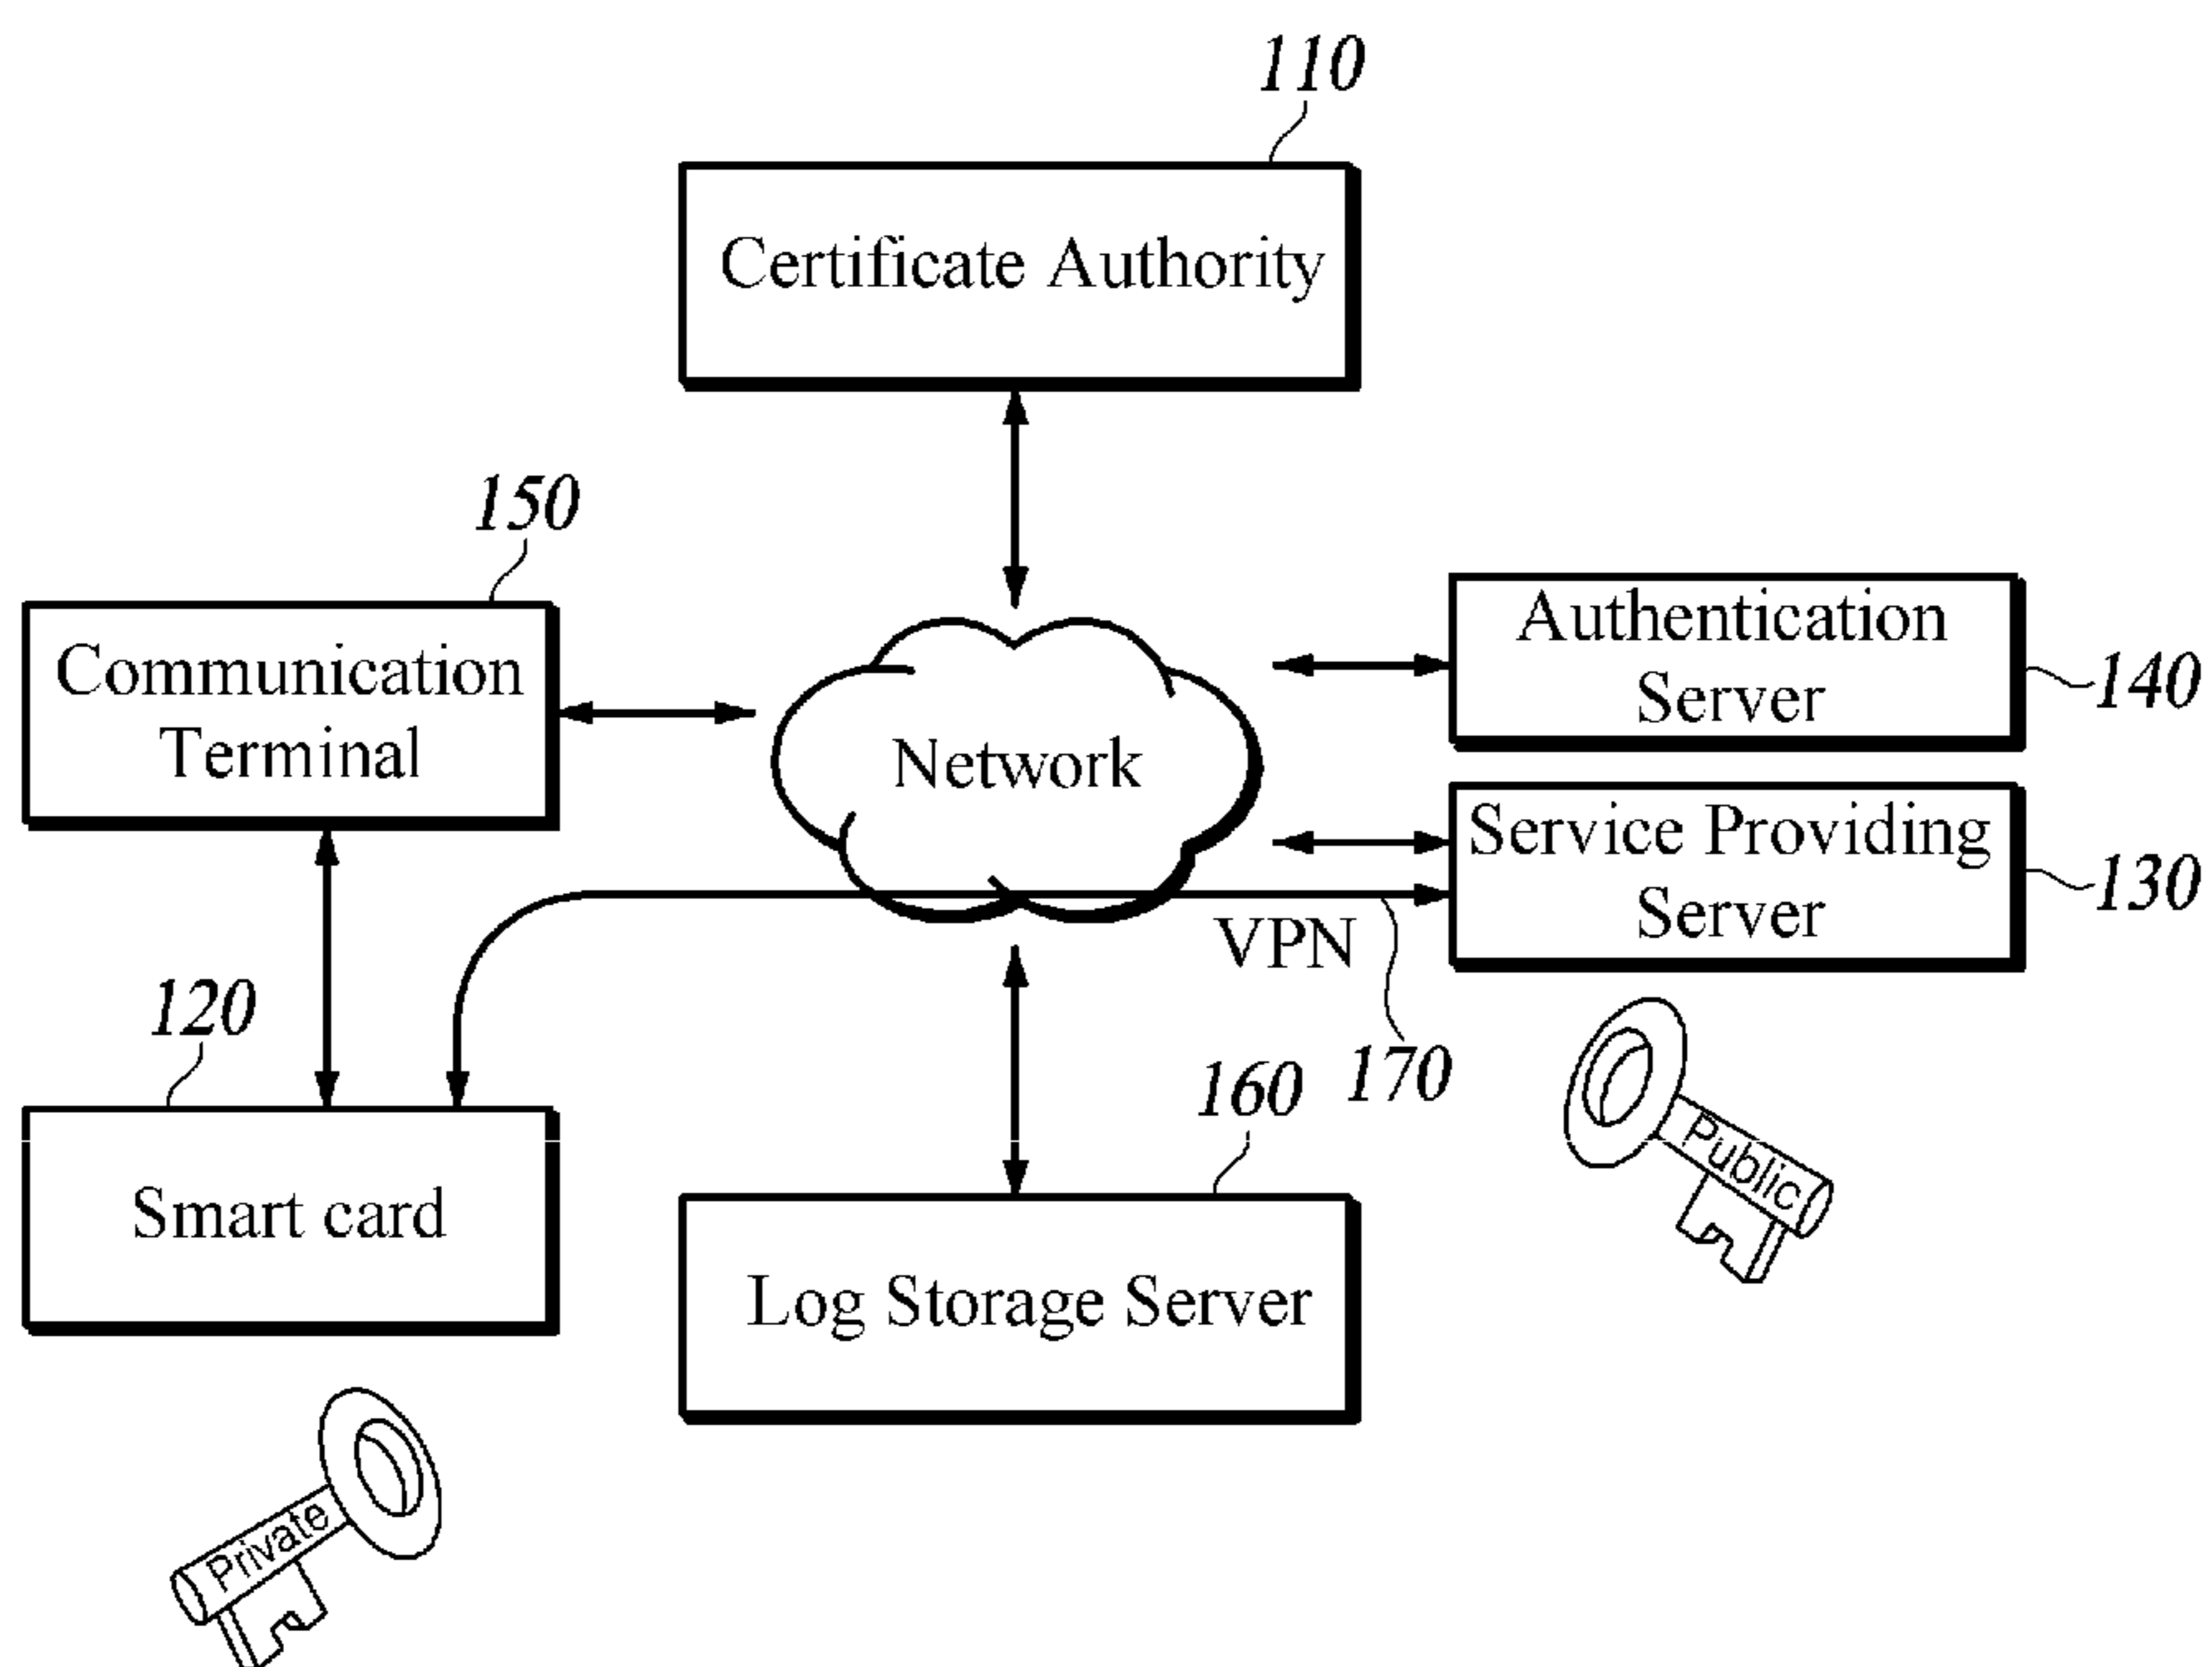 110
Certificate Authority
150
Communication
Terminal
Authentication
Server
140
Network
Service Providing
Server
130
VPN
170
120
Smart card
160
Log Storage Server
Public
Private